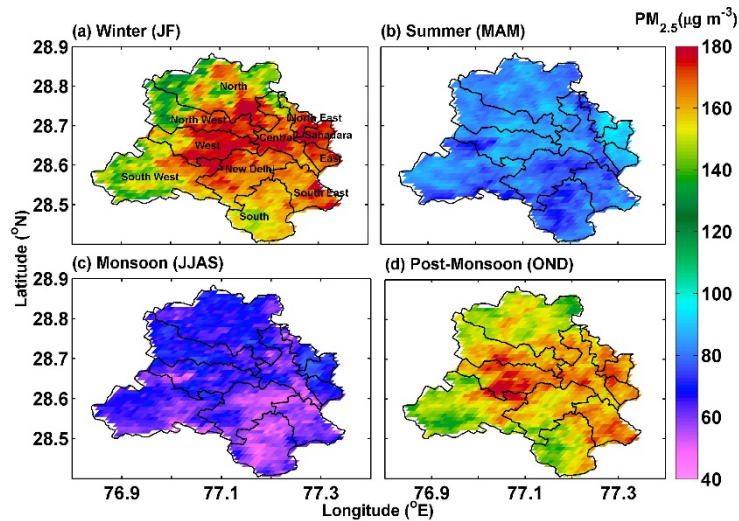 PM2.5(μg m-3)
(a) Winter (JF)
(b) Summer (MAM)
28.9
28.8
28.7
28.6
28.5
North
North West
North East
Central
Sahadara
West
East
New Delhi
South West
South East
South
180
160
140
120
100
80
60
40
Latitude (oN)
(c) Monsoon (JJAS)
(d) Post-Monsoon (OND)
28.9
28.8
28.7
28.6
28.5
76.9
77.1
77.3
76.9
77.1
77.3
Longitude (oE)